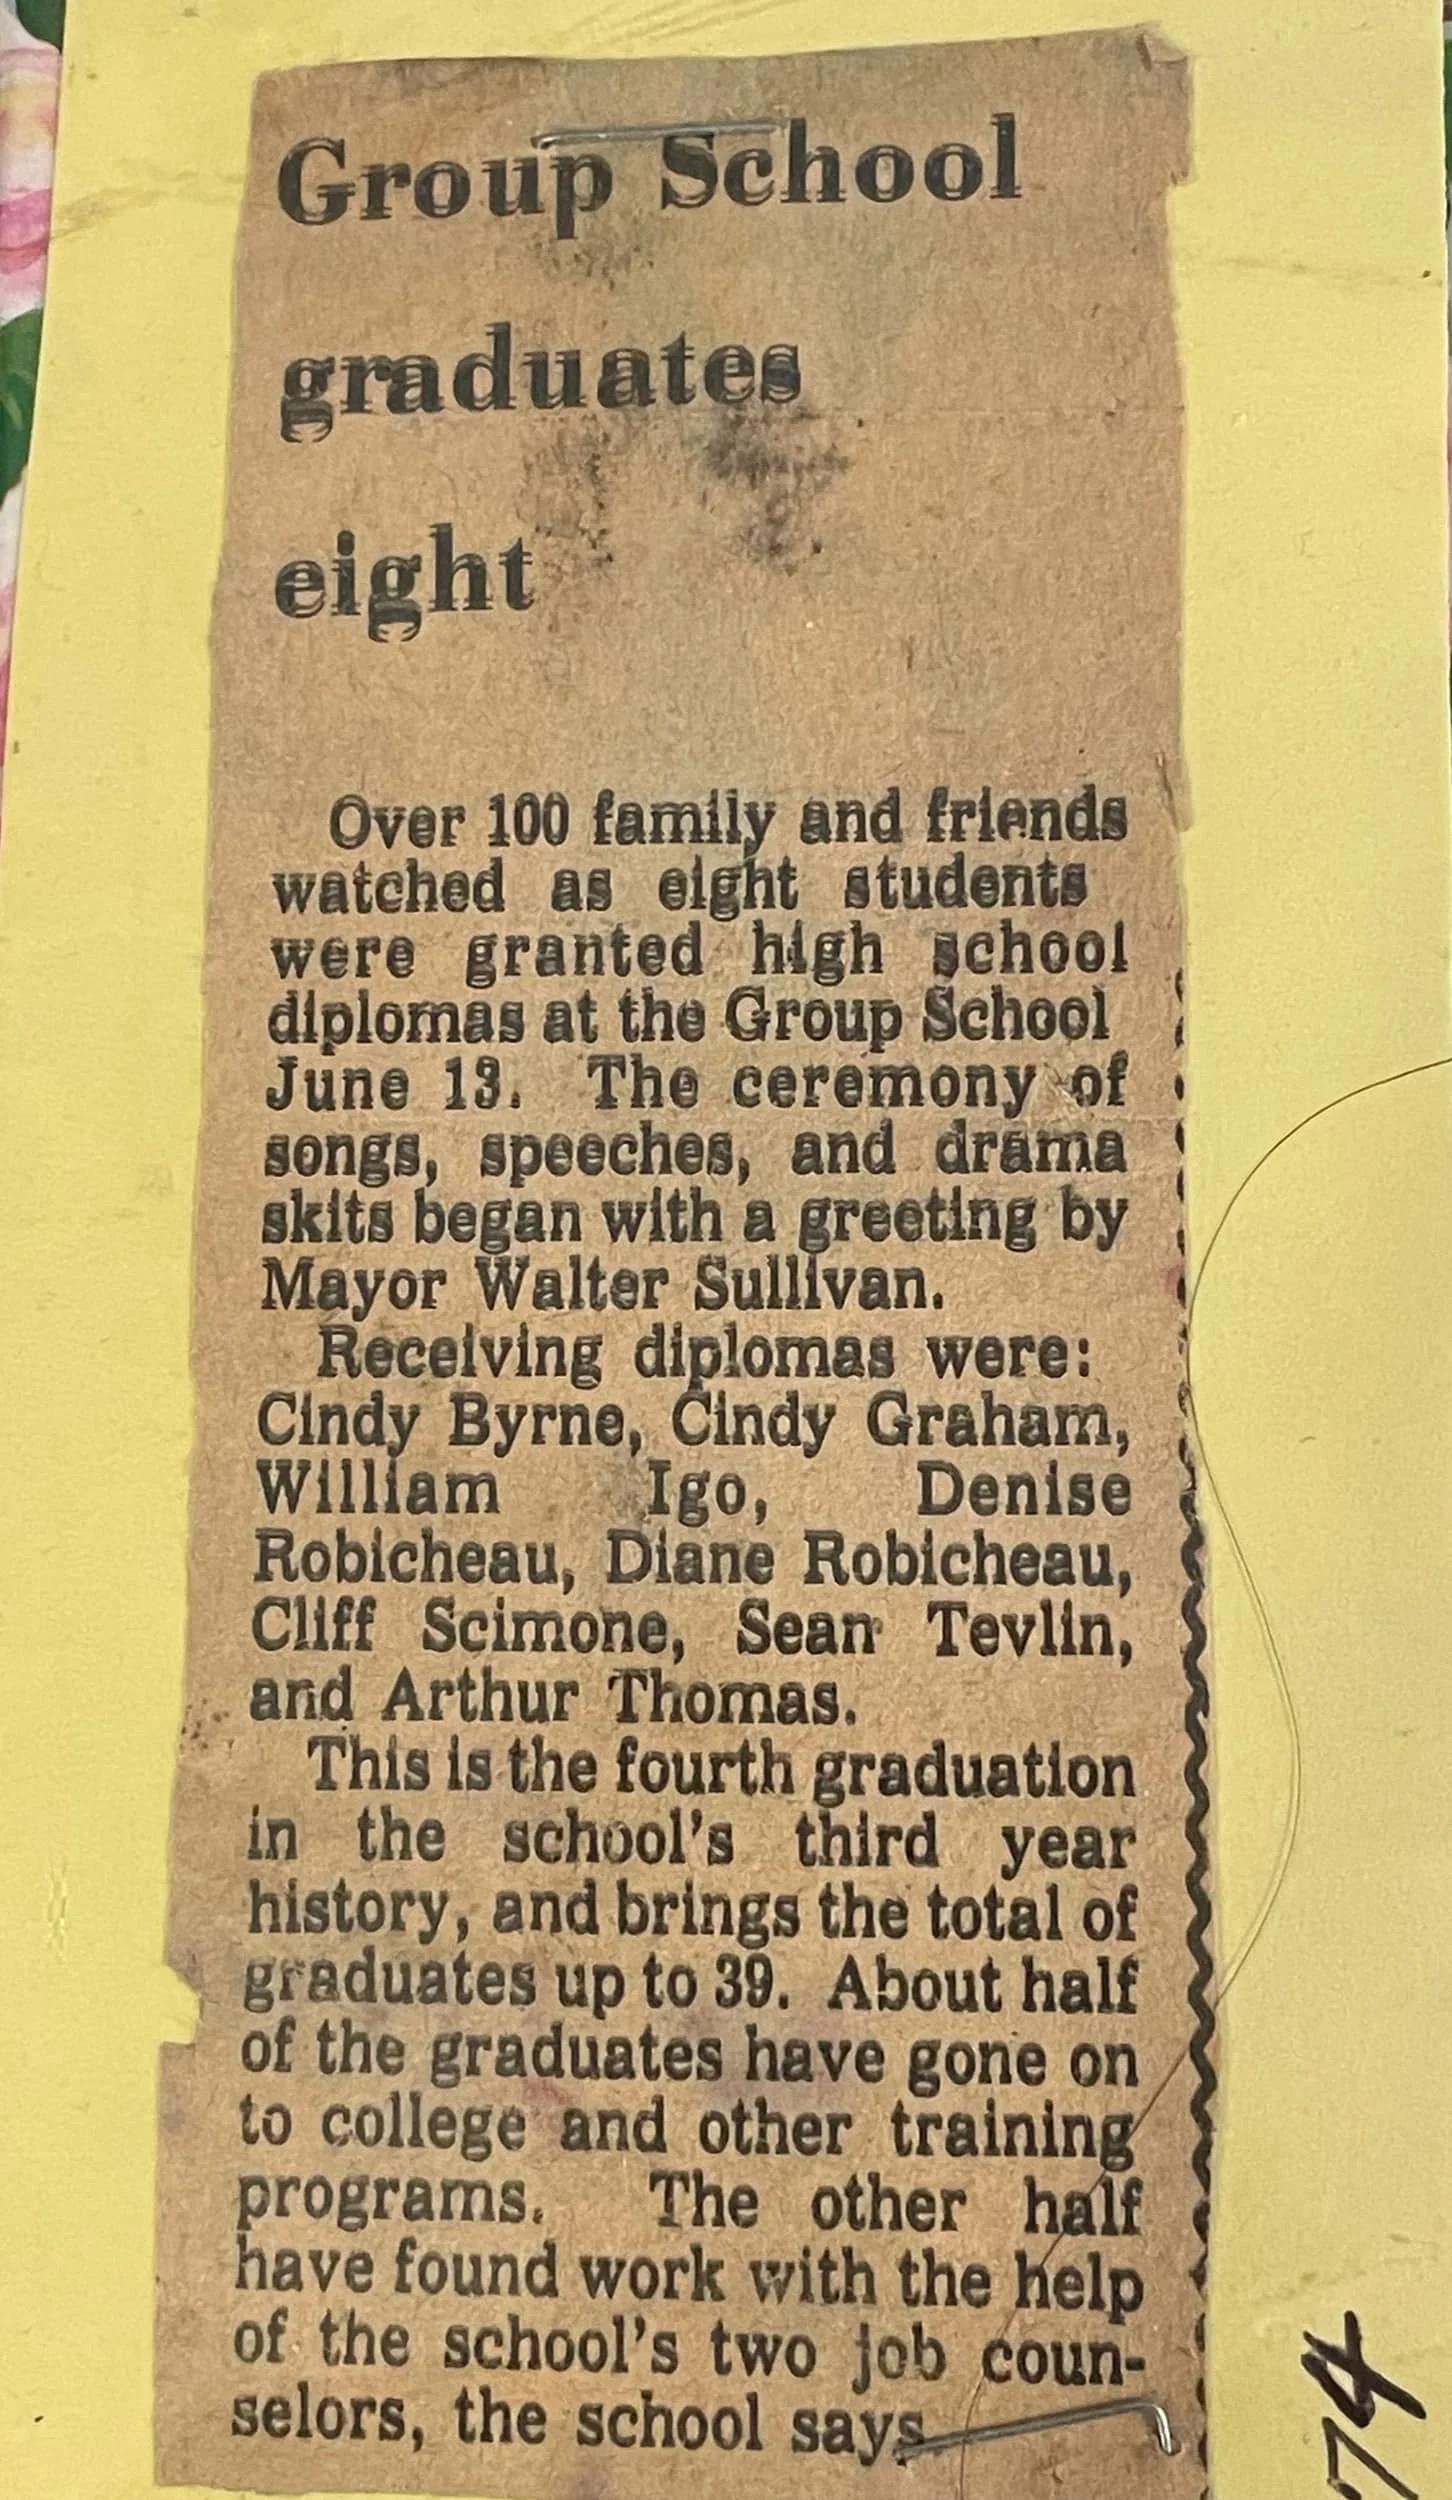 Group School
graduates
eight
Over 100 family and friends
watched as eight students
were granted high school
diplomas at the Group School
June 13. The ceremony of
songs, speeches, and drama
skits began with a greeting by
Mayor Walter Sullivan.
Receiving diplomas were:
Cindy Byrne, Cindy Graham,
William Igo, Denise
Robicheau, Diane Robicheau,
Cliff Scimone, Sean Tevlin,
and Arthur Thomas.
This is the fourth graduation
in the school's third year
history, and brings the total of
graduates up to 39. About half
of the graduates have gone on
to college and other training
programs. The other half
have found work with the help
of the school's two job coun-
selors, the school says
74